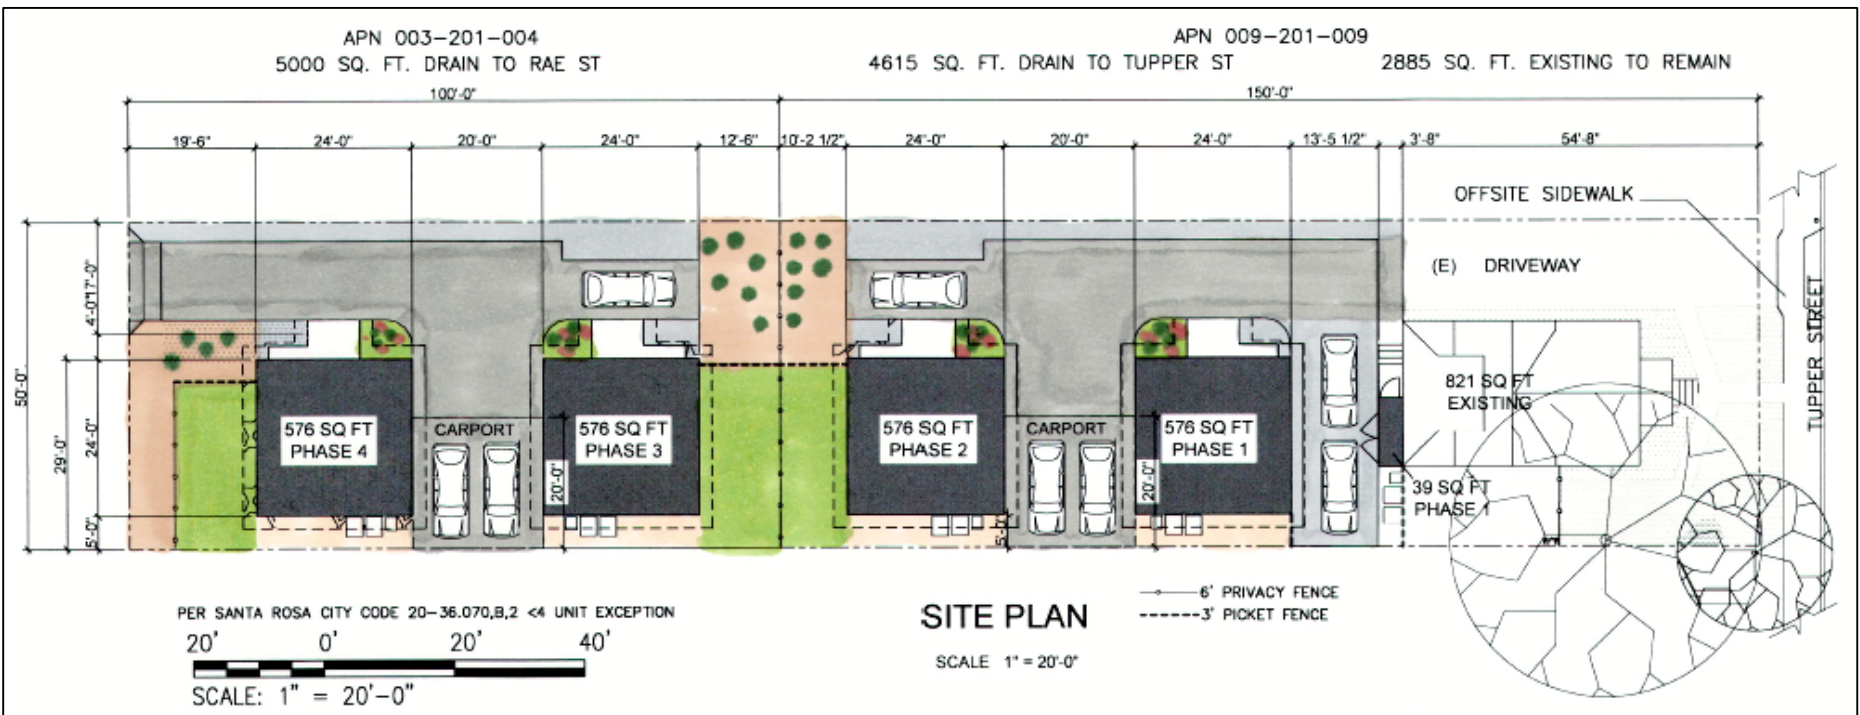 APN 003-201-004
5000 SQ. FT. DRAIN TO RAE ST
APN 009-201-009
4615 SQ. FT. DRAIN TO TUPPER ST
2885 SQ. FT. EXISTING TO REMAIN
100'-0"
150'-0"
19'-6"
24'-0"
20'-0"
24'-0"
12'-6"
10'-2 1/2"
24'-0"
20'-0"
24'-0"
13'-5 1/2"
3'-8"
54'-8"
OFFSITE SIDEWALK
(E) DRIVEWAY
TUPPER STREET
50'-0"
17'-0"
4'-0"
29'-0"
24'-0"
5'-0"
576 SQ FT
PHASE 4
CARPORT
20'-0"
576 SQ FT
PHASE 3
576 SQ FT
PHASE 2
5'-0"
CARPORT
20'-0"
576 SQ FT
PHASE 1
821 SQ FT
EXISTING
39 SQ FT
PHASE 1
PER SANTA ROSA CITY CODE 20-36.070,B,2 <4 UNIT EXCEPTION
20' 0' 20' 40'
SCALE: 1" = 20'-0"
SITE PLAN
SCALE 1" = 20'-0"
6' PRIVACY FENCE
3' PICKET FENCE